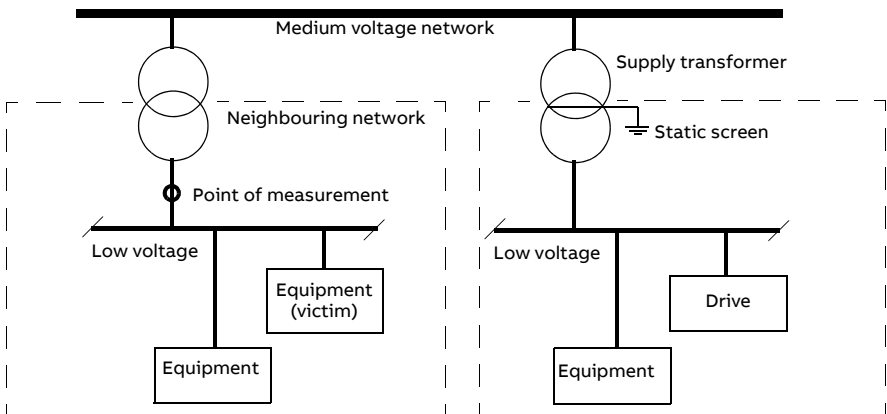 Medium voltage network
Supply transformer
Neighbouring network
Static screen
Point of measurement
Low voltage
Low voltage
Equipment
(victim)
Drive
Equipment
Equipment